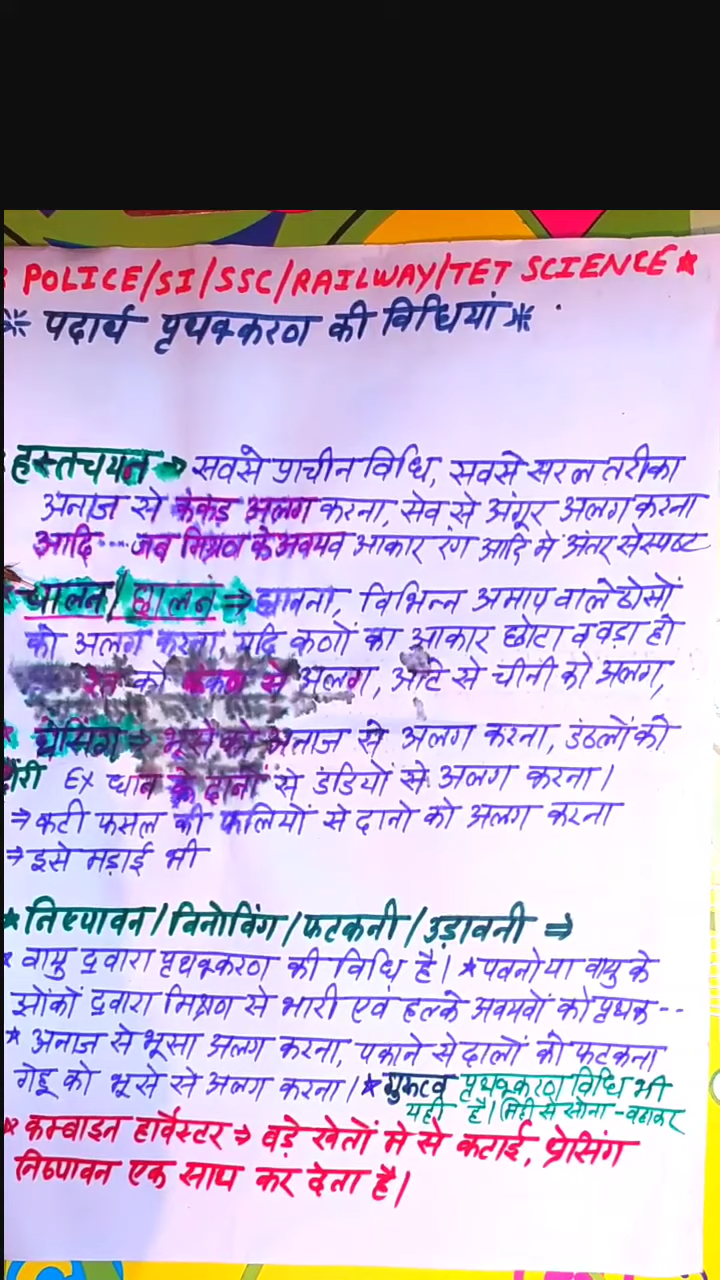 POLICE/SI/SSC/RAILWAY/TET SCIENCE ★
पदार्थ पृथक्करण की विधियां
हस्तचयन ⇒ सबसे प्राचीन विधि, सबसे सरल तरीका
अनाज से कंकड अलग करना, सेव से अंगूर अलग करना
आदि... जब मिश्रण के अवयव आकार रंग आदि में अंतर से स्पष्ट
चालन/छालन ⇒ छानना, विभिन्न अमाप वाले ठोसों
को अलग करना, यदि कणों का आकार छोटा व बड़ा हो
रेत को कंकण से अलग, आटे से चीनी को अलग,
★ थ्रेसिंग ⇒ भूसे को अनाज से अलग करना, डंठलों की
Ex धान के दानों से डंडियों से अलग करना।
⇒ कटी फसल की फलियों से दानो को अलग करना
⇒ इसे मड़ाई भी
★ निष्पावन/विनोविंग/फटकनी/उड़ावनी ⇒
★ वायु द्वारा पृथक्करण की विधि है। ★ पवनो या वायु के
झोंकों द्वारा मिश्रण से भारी एवं हल्के अवयवों को पृथक--
★ अनाज से भूसा अलग करना, पकाने से दालों को फटकना
गेहू को भूसे से अलग करना। ★ गुरुत्व पृथक्करण विधि भी
यही है। मिट्टी से सोना - बहाकर
★ कम्बाइन हार्वेस्टर ⇒ बड़े खेतों मे से कटाई, थ्रेसिंग
निष्पावन एक साथ कर देता है।